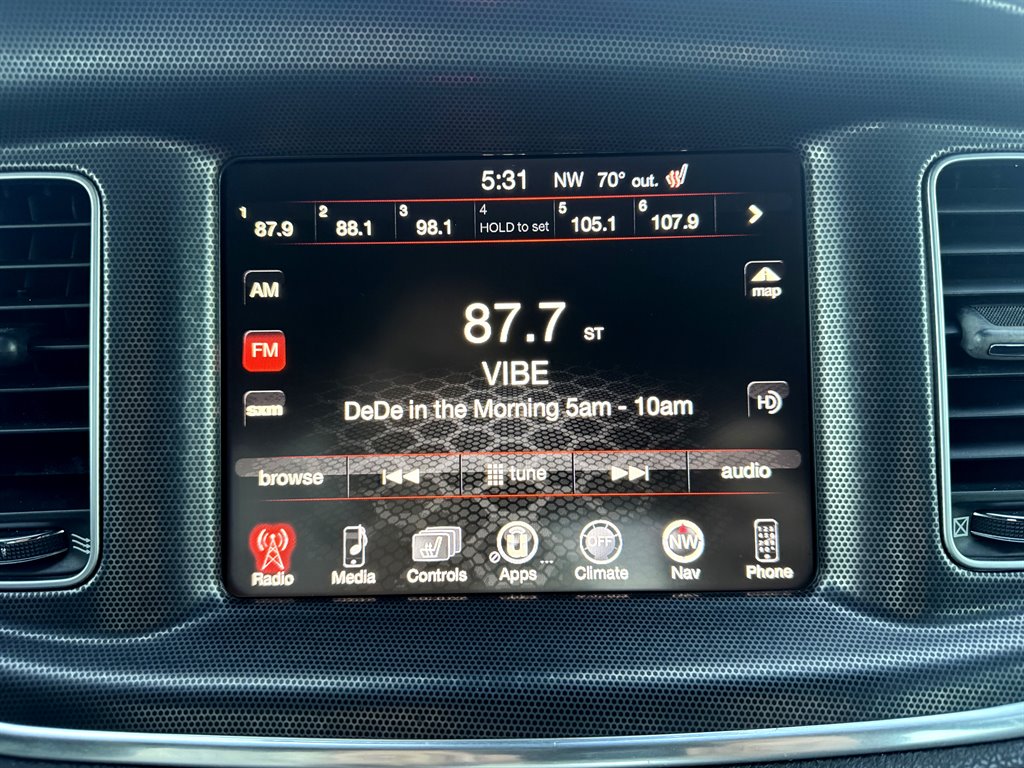 5:31 NW 70° out.
1 87.9 2 88.1 3 98.1 4 HOLD to set 5 105.1 6 107.9
AM
map
87.7 ST
FM
VIBE
sxm
DeDe in the Morning 5am - 10am
HD
browse tune audio
OFF NW
Radio Media Controls Apps ... Climate Nav Phone